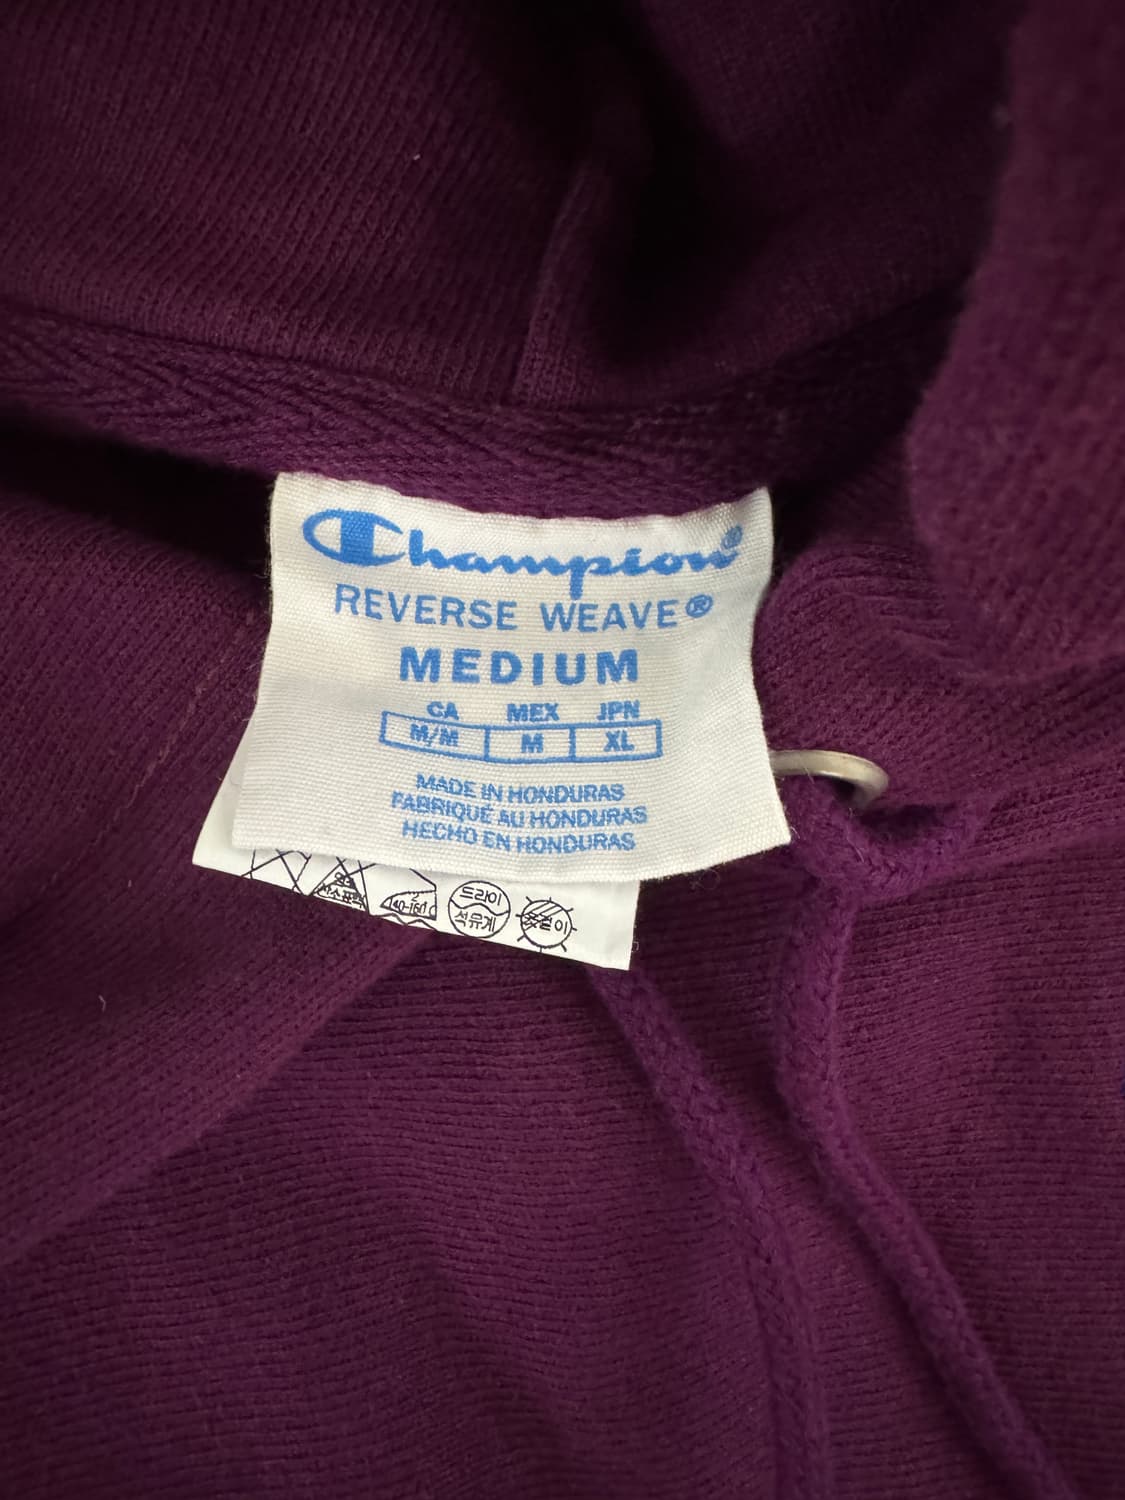 Champion®
REVERSE WEAVE®
MEDIUM
CA MEX JPN
M/M M XL
MADE IN HONDURAS
FABRIQUÉ AU HONDURAS
HECHO EN HONDURAS
드라이
석유계